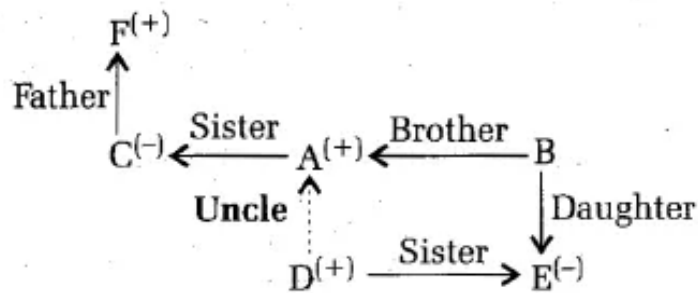 F(+)
Father
Sister Brother
C(-) A(+) B
Uncle Daughter
Sister
D(+) E(-)